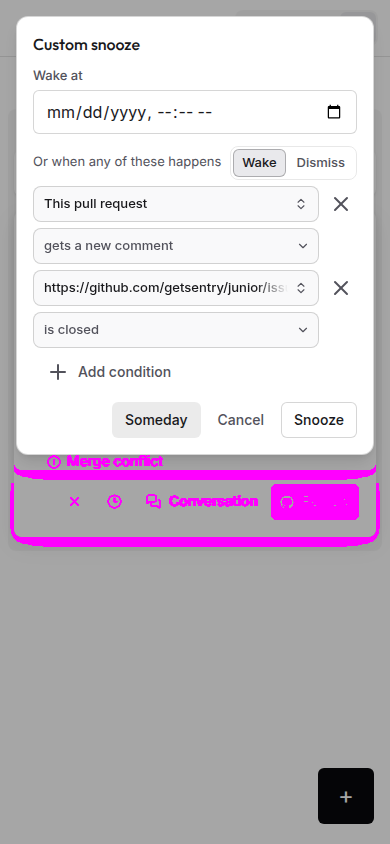 Custom snooze
Wake at
mm/dd/yyyy, --:-- --
Or when any of these happens Wake Dismiss
This pull request
gets a new comment
https://github.com/getsentry/junior/iss
is closed
Add condition
Someday Cancel Snooze
Merge conflict
Conversation
+